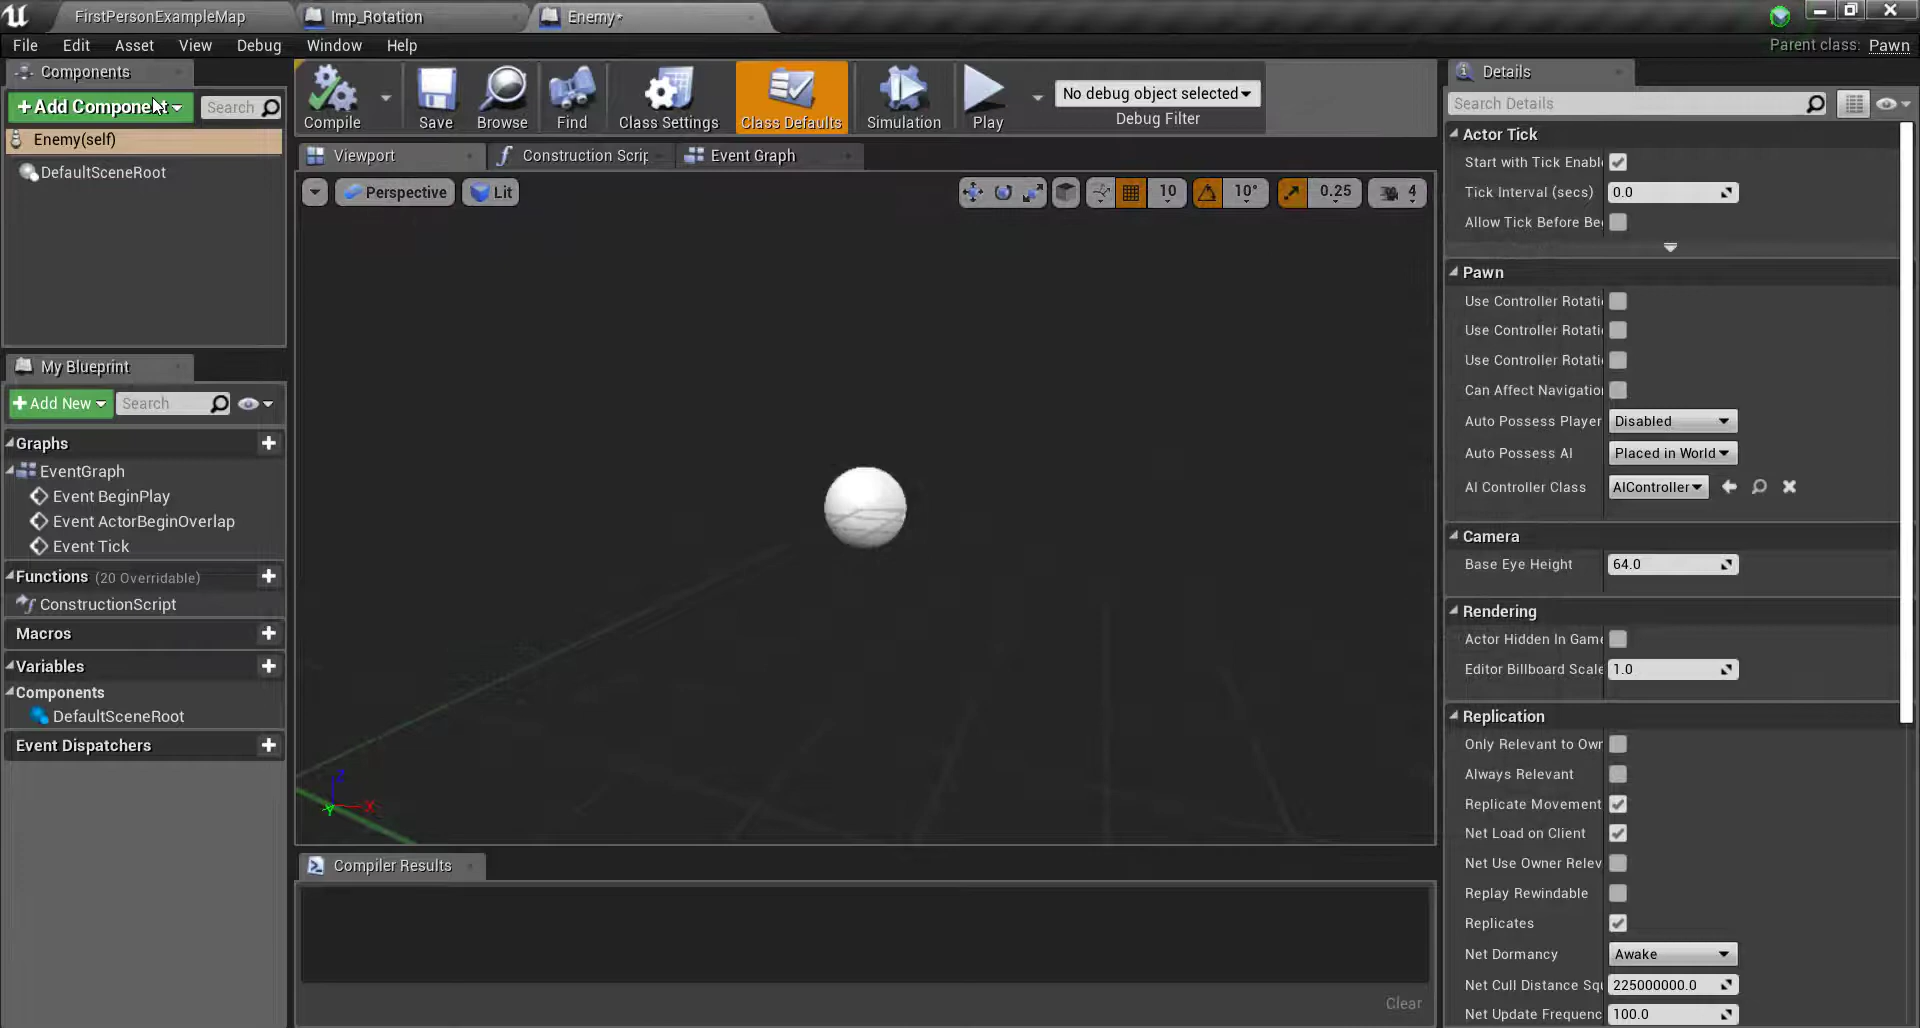 FirstPersonExampleMap
Imp_Rotation
Enemy*
File Edit Asset View Debug Window Help
Parent class: Pawn
Components
+Add Component
Search
Enemy(self)
DefaultSceneRoot
Compile
Save
Browse
Find
Class Settings
Class Defaults
Simulation
Play
No debug object selected
Debug Filter
Viewport
Construction Scrip
Event Graph
Perspective
Lit
10
10°
0.25
4
X
Y
Z
My Blueprint
+Add New
Search
Graphs
EventGraph
Event BeginPlay
Event ActorBeginOverlap
Event Tick
Functions (20 Overridable)
ConstructionScript
Macros
Variables
Components
DefaultSceneRoot
Event Dispatchers
Compiler Results
Clear
Details
Search Details
Actor Tick
Start with Tick Enabl
Tick Interval (secs) 0.0
Allow Tick Before Be
Pawn
Use Controller Rotati
Use Controller Rotati
Use Controller Rotati
Can Affect Navigatio
Auto Possess Player Disabled
Auto Possess AI Placed in World
AI Controller Class AIController
Camera
Base Eye Height 64.0
Rendering
Actor Hidden In Game
Editor Billboard Scale 1.0
Replication
Only Relevant to Owr
Always Relevant
Replicate Movement
Net Load on Client
Net Use Owner Relev
Replay Rewindable
Replicates
Net Dormancy Awake
Net Cull Distance Squ 225000000.0
Net Update Frequenc 100.0